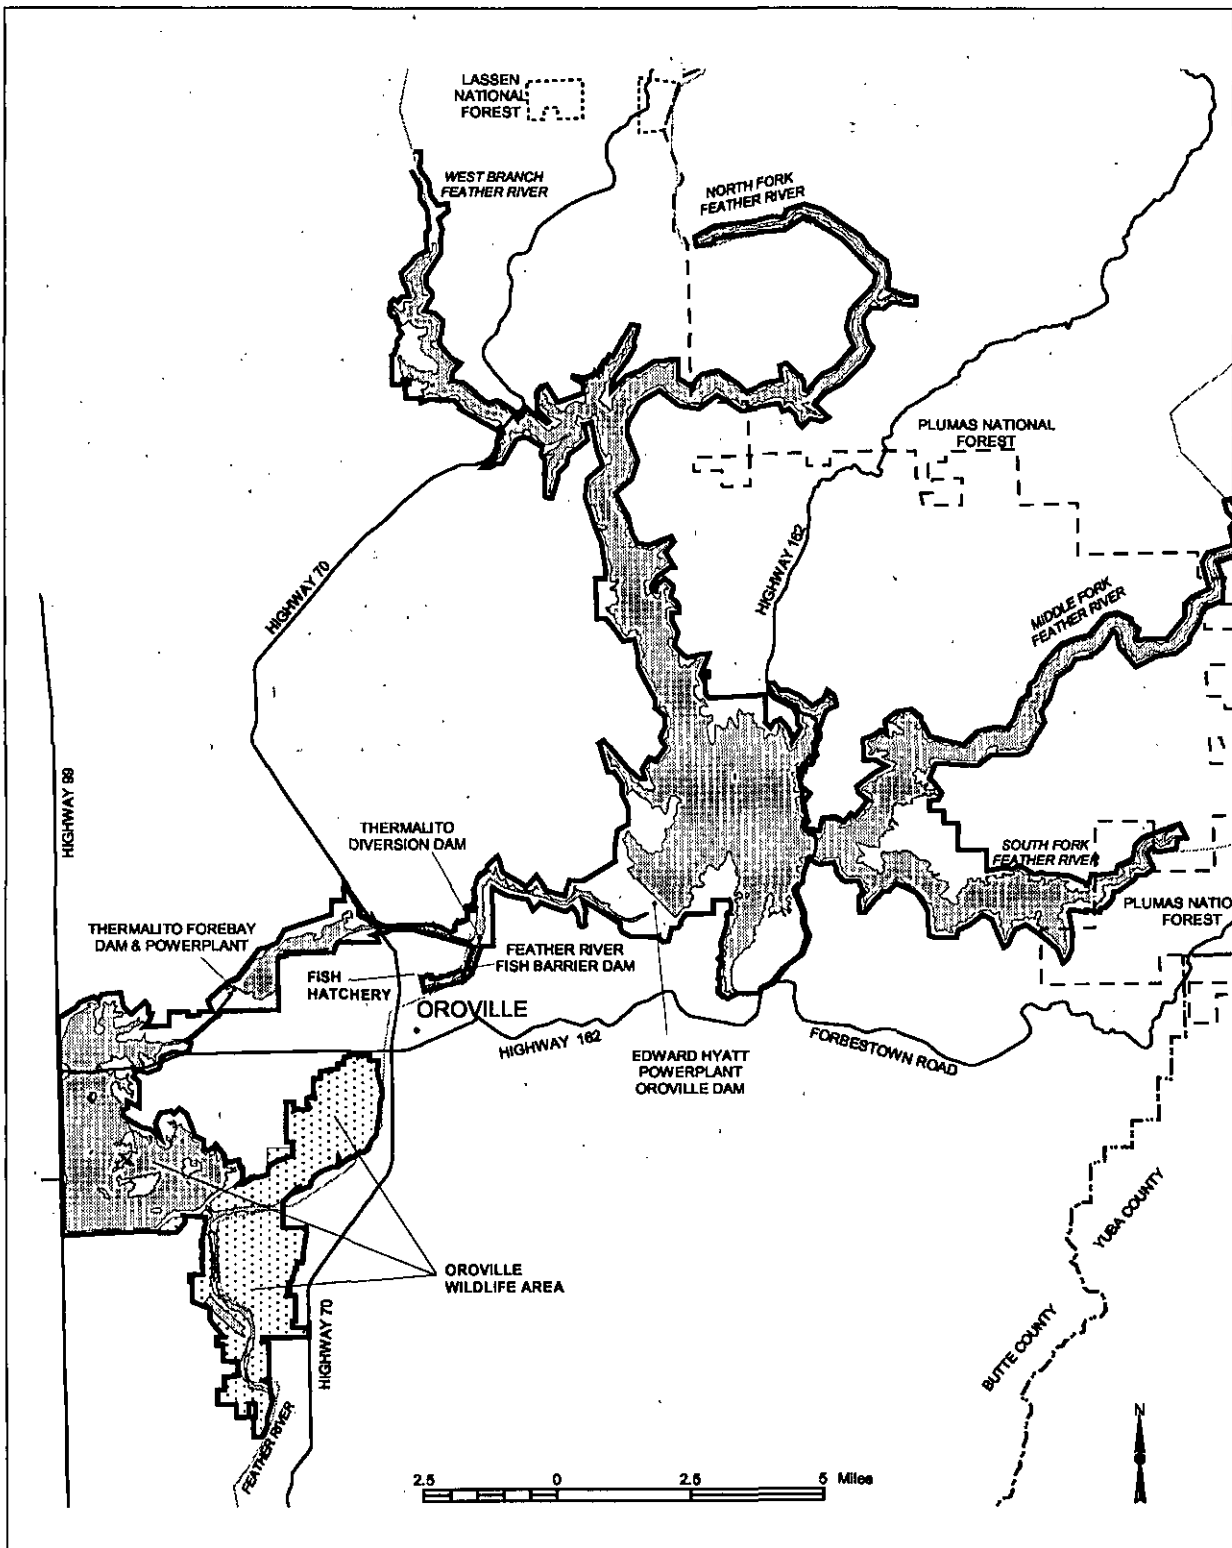 LASSEN
NATIONAL
FOREST
WEST BRANCH
FEATHER RIVER
NORTH FORK
FEATHER RIVER
PLUMAS NATIONAL
FOREST
HIGHWAY 70
HIGHWAY 162
MIDDLE FORK
FEATHER RIVER
HIGHWAY 99
THERMALITO
DIVERSION DAM
SOUTH FORK
FEATHER RIVER
PLUMAS NATIO
FOREST
THERMALITO FOREBAY
DAM & POWERPLANT
FEATHER RIVER
FISH BARRIER DAM
FISH
HATCHERY
OROVILLE
HIGHWAY 162
FORBESTOWN ROAD
EDWARD HYATT
POWERPLANT
OROVILLE DAM
YUBA COUNTY
OROVILLE
WILDLIFE AREA
HIGHWAY 70
BUTTE COUNTY
FEATHER RIVER
N
2.5 0 2.5 5 Miles